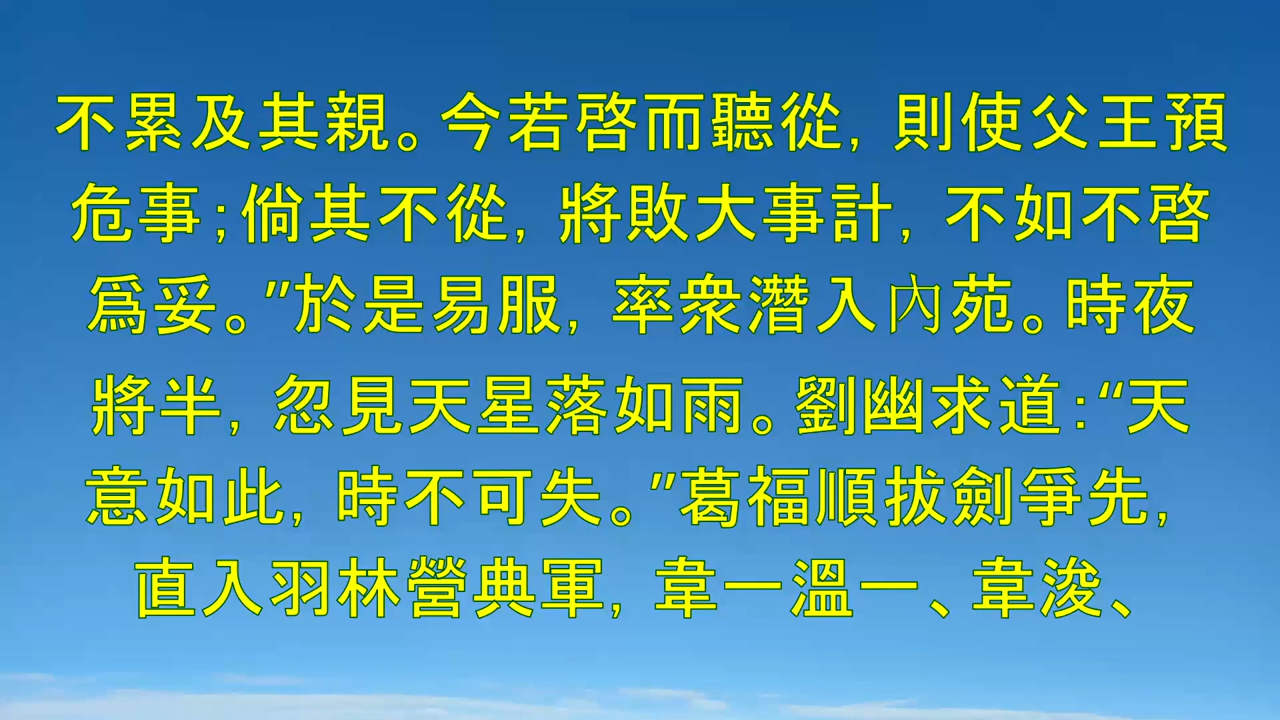 不累及其親。今若啓而聽從,則使父王預
危事;倘其不從,將敗大事計,不如不啓
爲妥。”於是易服,率衆潛入內苑。時夜
將半,忽見天星落如雨。劉幽求道:“天
意如此,時不可失。”葛福順拔劍爭先,
直入羽林營典軍,韋一溫一、韋浚、